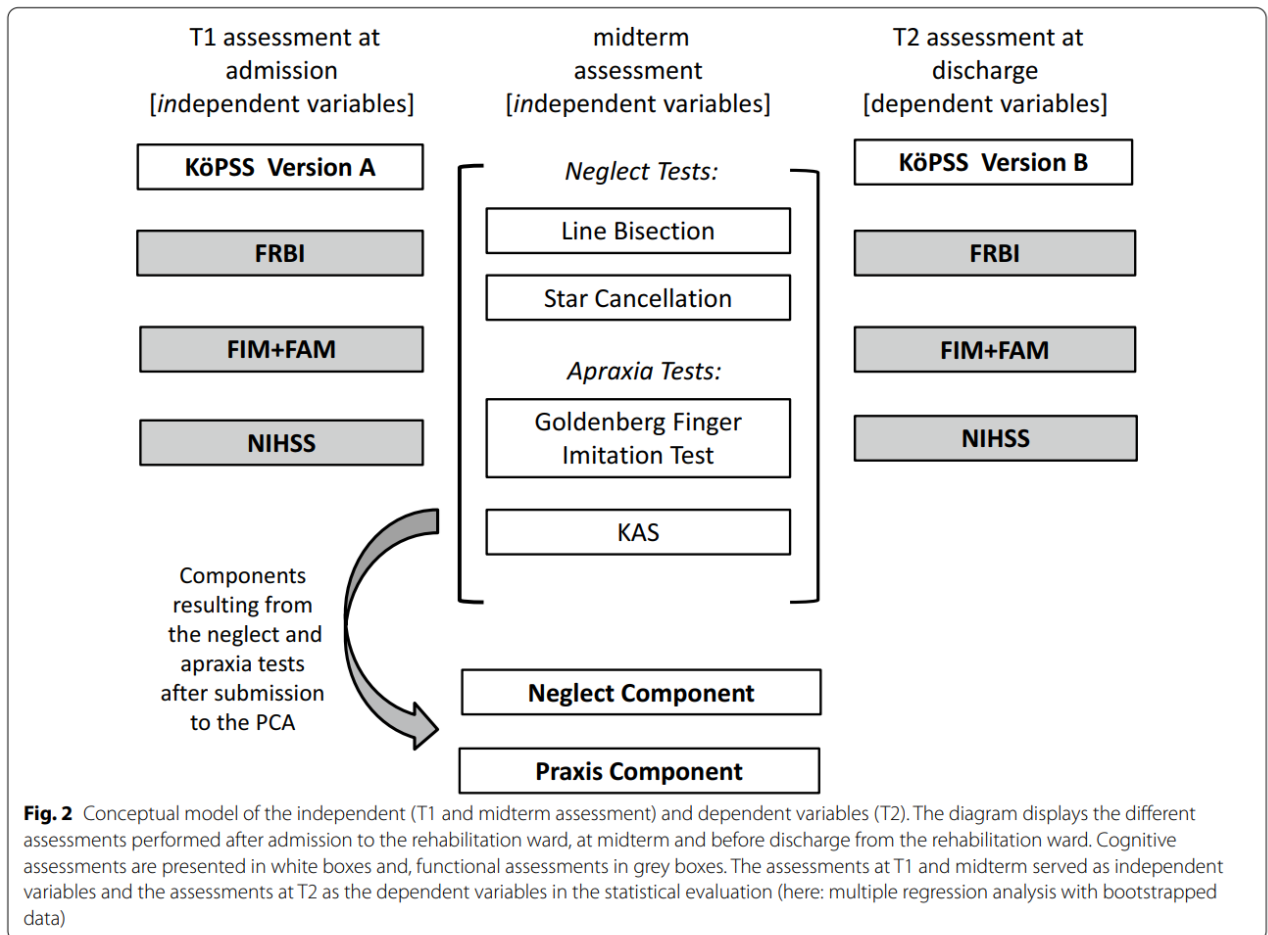 T1 assessment at
admission
[independent variables]
KöPSS Version A
FRBI
FIM+FAM
NIHSS
Components
resulting from
the neglect and
apraxia tests
after submission
to the PCA
midterm
assessment
[independent variables]
Neglect Tests:
Line Bisection
Star Cancellation
Apraxia Tests:
Goldenberg Finger
Imitation Test
KAS
Neglect Component
Praxis Component
T2 assessment at
discharge
[dependent variables]
KöPSS Version B
FRBI
FIM+FAM
NIHSS
Fig. 2 Conceptual model of the independent (T1 and midterm assessment) and dependent variables (T2). The diagram displays the different
assessments performed after admission to the rehabilitation ward, at midterm and before discharge from the rehabilitation ward. Cognitive
assessments are presented in white boxes and, functional assessments in grey boxes. The assessments at T1 and midterm served as independent
variables and the assessments at T2 as the dependent variables in the statistical evaluation (here: multiple regression analysis with bootstrapped
data)